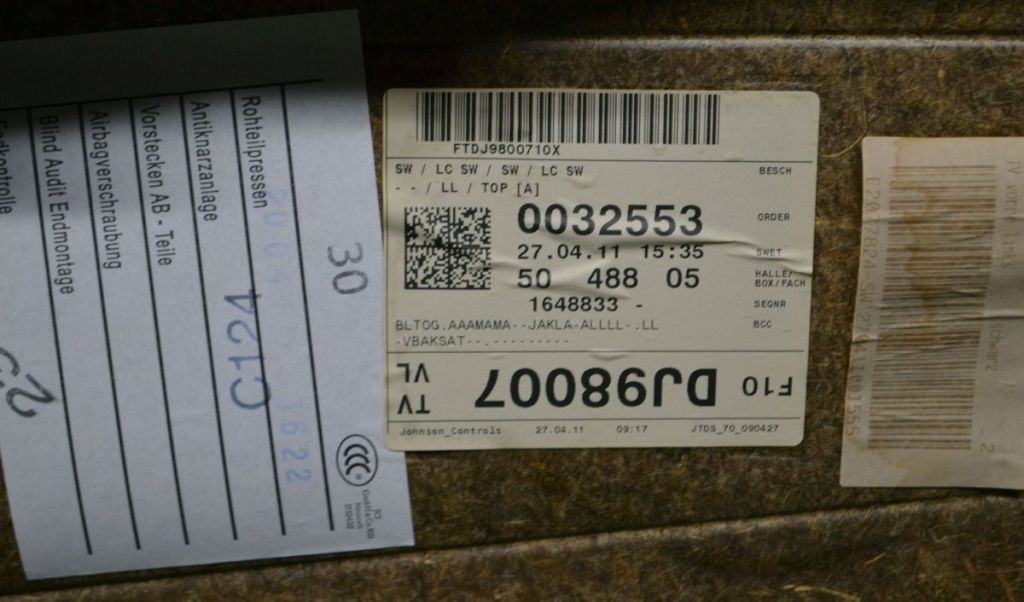 Rohteilpressen
Antiknarzanlage
Vorstecken AB - Teile
Airbagverschraubung
Blind Audit Endmontage
30
C124
FTDJ9800710X
SW / LC SW / SW / LC SW
BESCH
- - / LL / TOP [A]
0032553
ORDER
27.04.11 15:35
SWET
50 488 05
HALLE/
BOX/FACH
1648833 -
SEQNR
BLTOG.AAAMAMA--JAKLA-ALLLL-.LL
BCC
-VBAKSAT--.---------
F10 DJ98007 TV
VL
Johnson_Controls 27.04.11 09:17 JTDS_70_090427